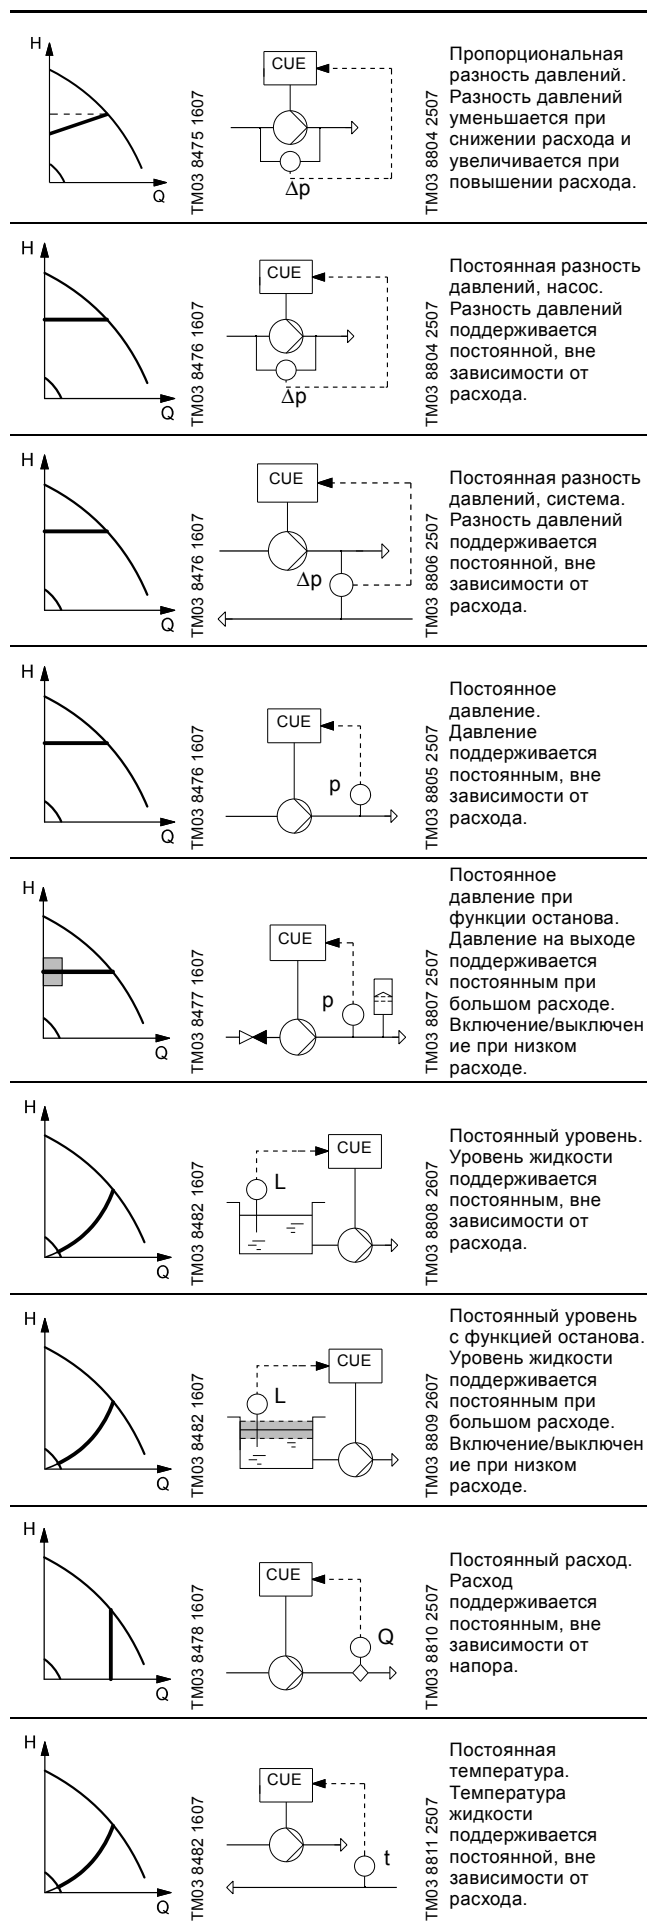 H
Q
TM03 8475 1607
CUE
Δp
TM03 8804 2507
Пропорциональная
разность давлений.
Разность давлений
уменьшается при
снижении расхода и
увеличивается при
повышении расхода.
H
Q
TM03 8476 1607
CUE
Δp
TM03 8804 2507
Постоянная разность
давлений, насос.
Разность давлений
поддерживается
постоянной, вне
зависимости от
расхода.
H
Q
TM03 8476 1607
CUE
Δp
TM03 8806 2507
Постоянная разность
давлений, система.
Разность давлений
поддерживается
постоянной, вне
зависимости от
расхода.
H
Q
TM03 8476 1607
CUE
p
TM03 8805 2507
Постоянное
давление.
Давление
поддерживается
постоянным, вне
зависимости от
расхода.
H
Q
TM03 8477 1607
CUE
p
TM03 8807 2507
Постоянное
давление при
функции останова.
Давление на выходе
поддерживается
постоянным при
большом расходе.
Включение/выключен
ие при низком
расходе.
H
Q
TM03 8482 1607
CUE
L
TM03 8808 2607
Постоянный уровень.
Уровень жидкости
поддерживается
постоянным, вне
зависимости от
расхода.
H
Q
TM03 8482 1607
CUE
L
TM03 8809 2607
Постоянный уровень
с функцией останова.
Уровень жидкости
поддерживается
постоянным при
большом расходе.
Включение/выключен
ие при низком
расходе.
H
Q
TM03 8478 1607
CUE
Q
TM03 8810 2507
Постоянный расход.
Расход
поддерживается
постоянным, вне
зависимости от
напора.
H
Q
TM03 8482 1607
CUE
t
TM03 8811 2507
Постоянная
температура.
Температура
жидкости
поддерживается
постоянной, вне
зависимости от
расхода.